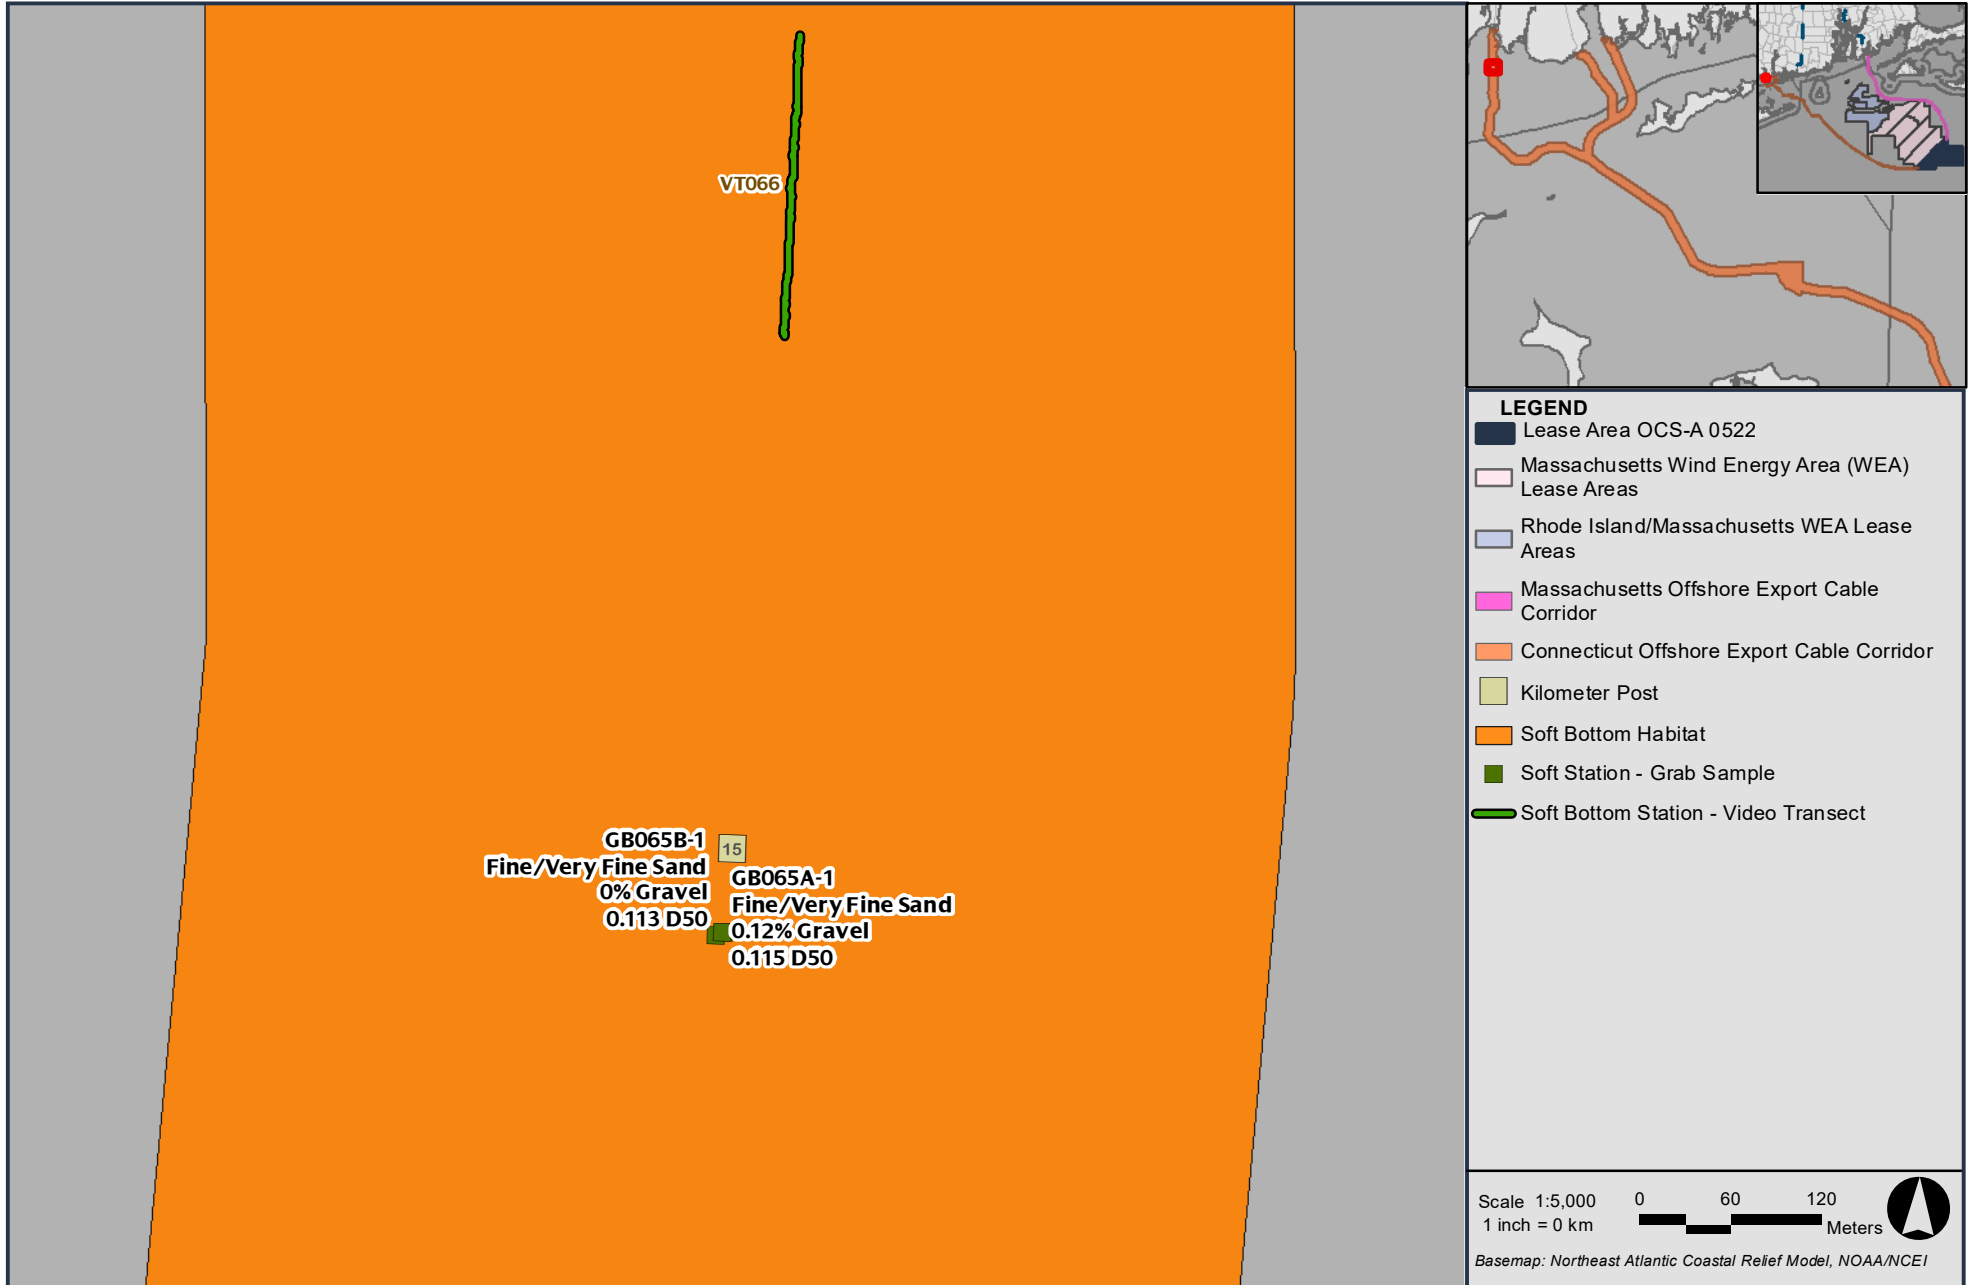 VT066
GB065B-1
Fine/Very Fine Sand
0% Gravel
0.113 D50
15
GB065A-1
Fine/Very Fine Sand
0.12% Gravel
0.115 D50
LEGEND
Lease Area OCS-A 0522
Massachusetts Wind Energy Area (WEA)
Lease Areas
Rhode Island/Massachusetts WEA Lease
Areas
Massachusetts Offshore Export Cable
Corridor
Connecticut Offshore Export Cable Corridor
Kilometer Post
Soft Bottom Habitat
Soft Station - Grab Sample
Soft Bottom Station - Video Transect
Scale 1:5,000
1 inch = 0 km
0 60 120
Meters
Basemap: Northeast Atlantic Coastal Relief Model, NOAA/NCEI